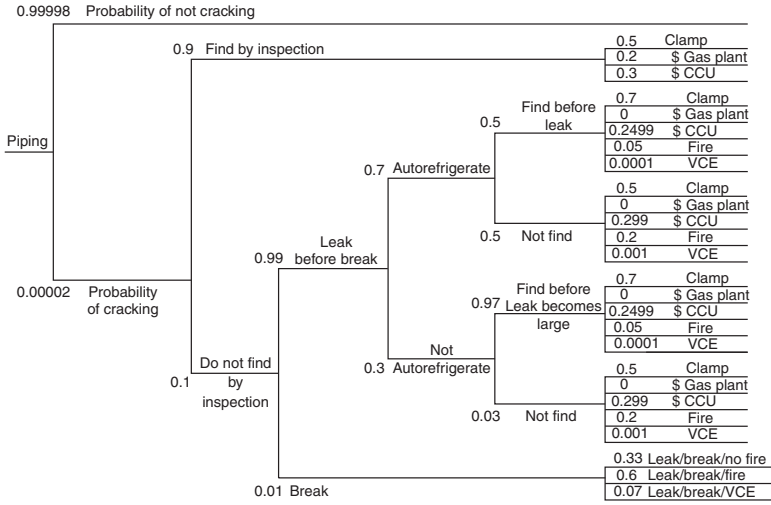 0.99998 Probability of not cracking
0.9 Find by inspection
0.5 Clamp
0.2 $ Gas plant
0.3 $ CCU
Piping
0.00002 Probability
of cracking
0.7 Autorefrigerate
0.5 Find before
leak
0.7 Clamp
0 $ Gas plant
0.2499 $ CCU
0.05 Fire
0.0001 VCE
0.5 Not find
0.5 Clamp
0 $ Gas plant
0.299 $ CCU
0.2 Fire
0.001 VCE
0.99 Leak
before break
0.3 Not
Autorefrigerate
0.97 Find before
Leak becomes
large
0.7 Clamp
0 $ Gas plant
0.2499 $ CCU
0.05 Fire
0.0001 VCE
0.03 Not find
0.5 Clamp
0 $ Gas plant
0.299 $ CCU
0.2 Fire
0.001 VCE
0.1 Do not find
by
inspection
0.01 Break
0.33 Leak/break/no fire
0.6 Leak/break/fire
0.07 Leak/break/VCE